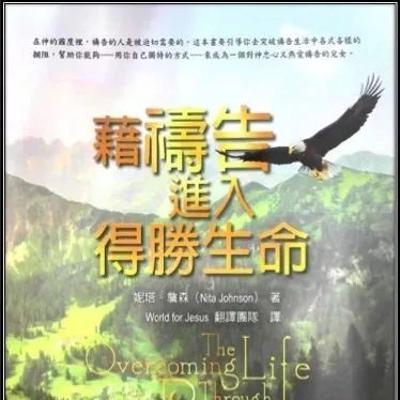 在神的國度裡，禱告的人是被迫切需要的，這本書要引導你去突破禱告生活中各式各樣的
攔阻，幫助你能夠──用你自己獨特的方式──來成為一個對神忠心又熱愛禱告的兒女。
藉禱告
進入
得勝生命
妮塔．詹森（Nita Johnson） 著
World for Jesus 翻譯團隊 譯
The
Overcoming Life
Through